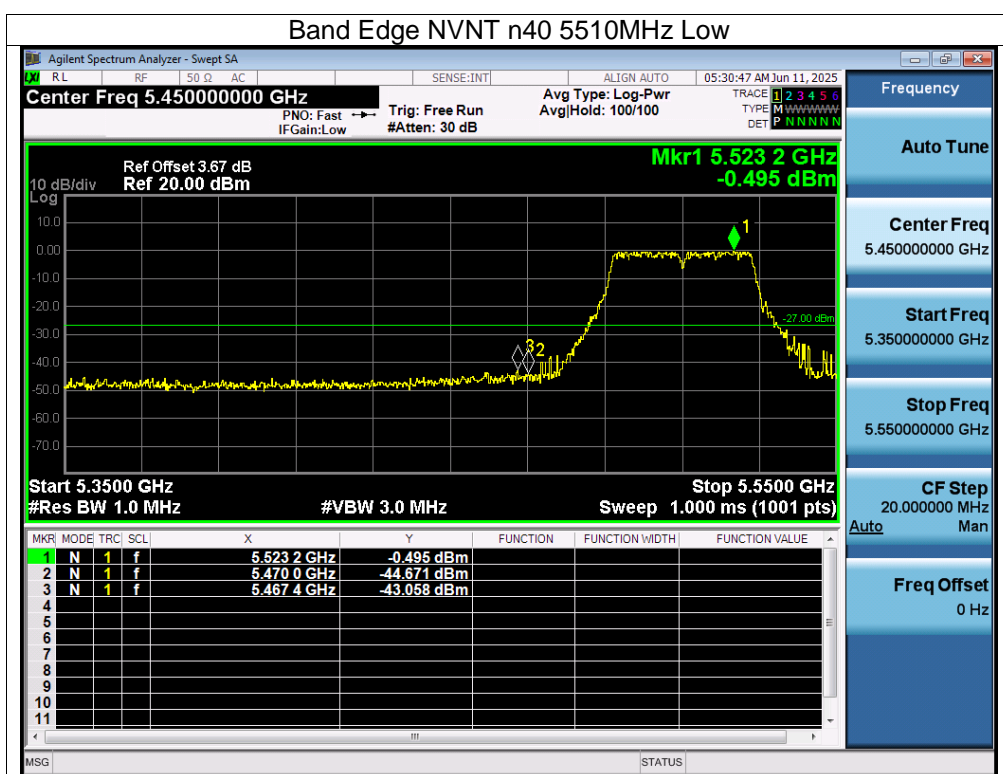 Band Edge NVNT n40 5510MHz Low
Agilent Spectrum Analyzer - Swept SA
LXI RL RF 50 Ω AC SENSE:INT ALIGN AUTO 05:30:47 AM Jun 11, 2025
Center Freq 5.450000000 GHz
PNO: Fast
IFGain:Low
Trig: Free Run
#Atten: 30 dB
Avg Type: Log-Pwr
Avg|Hold: 100/100
TRACE 1 2 3 4 5 6
TYPE M WWWWW
DET P N N N N N
Mkr1 5.523 2 GHz
-0.495 dBm
Ref Offset 3.67 dB
Ref 20.00 dBm
10 dB/div
Log
10.0
0.00
-10.0
-20.0
-30.0
-40.0
-50.0
-60.0
-70.0
1
-27.00 dBm
3 2
Start 5.3500 GHz Stop 5.5500 GHz
#Res BW 1.0 MHz #VBW 3.0 MHz Sweep 1.000 ms (1001 pts)
MKR MODE TRC SCL X Y FUNCTION FUNCTION WIDTH FUNCTION VALUE
1 N 1 f 5.523 2 GHz -0.495 dBm
2 N 1 f 5.470 0 GHz -44.671 dBm
3 N 1 f 5.467 4 GHz -43.058 dBm
4
5
6
7
8
9
10
11
MSG STATUS
Frequency
Auto Tune
Center Freq
5.450000000 GHz
Start Freq
5.350000000 GHz
Stop Freq
5.550000000 GHz
CF Step
20.000000 MHz
Auto Man
Freq Offset
0 Hz